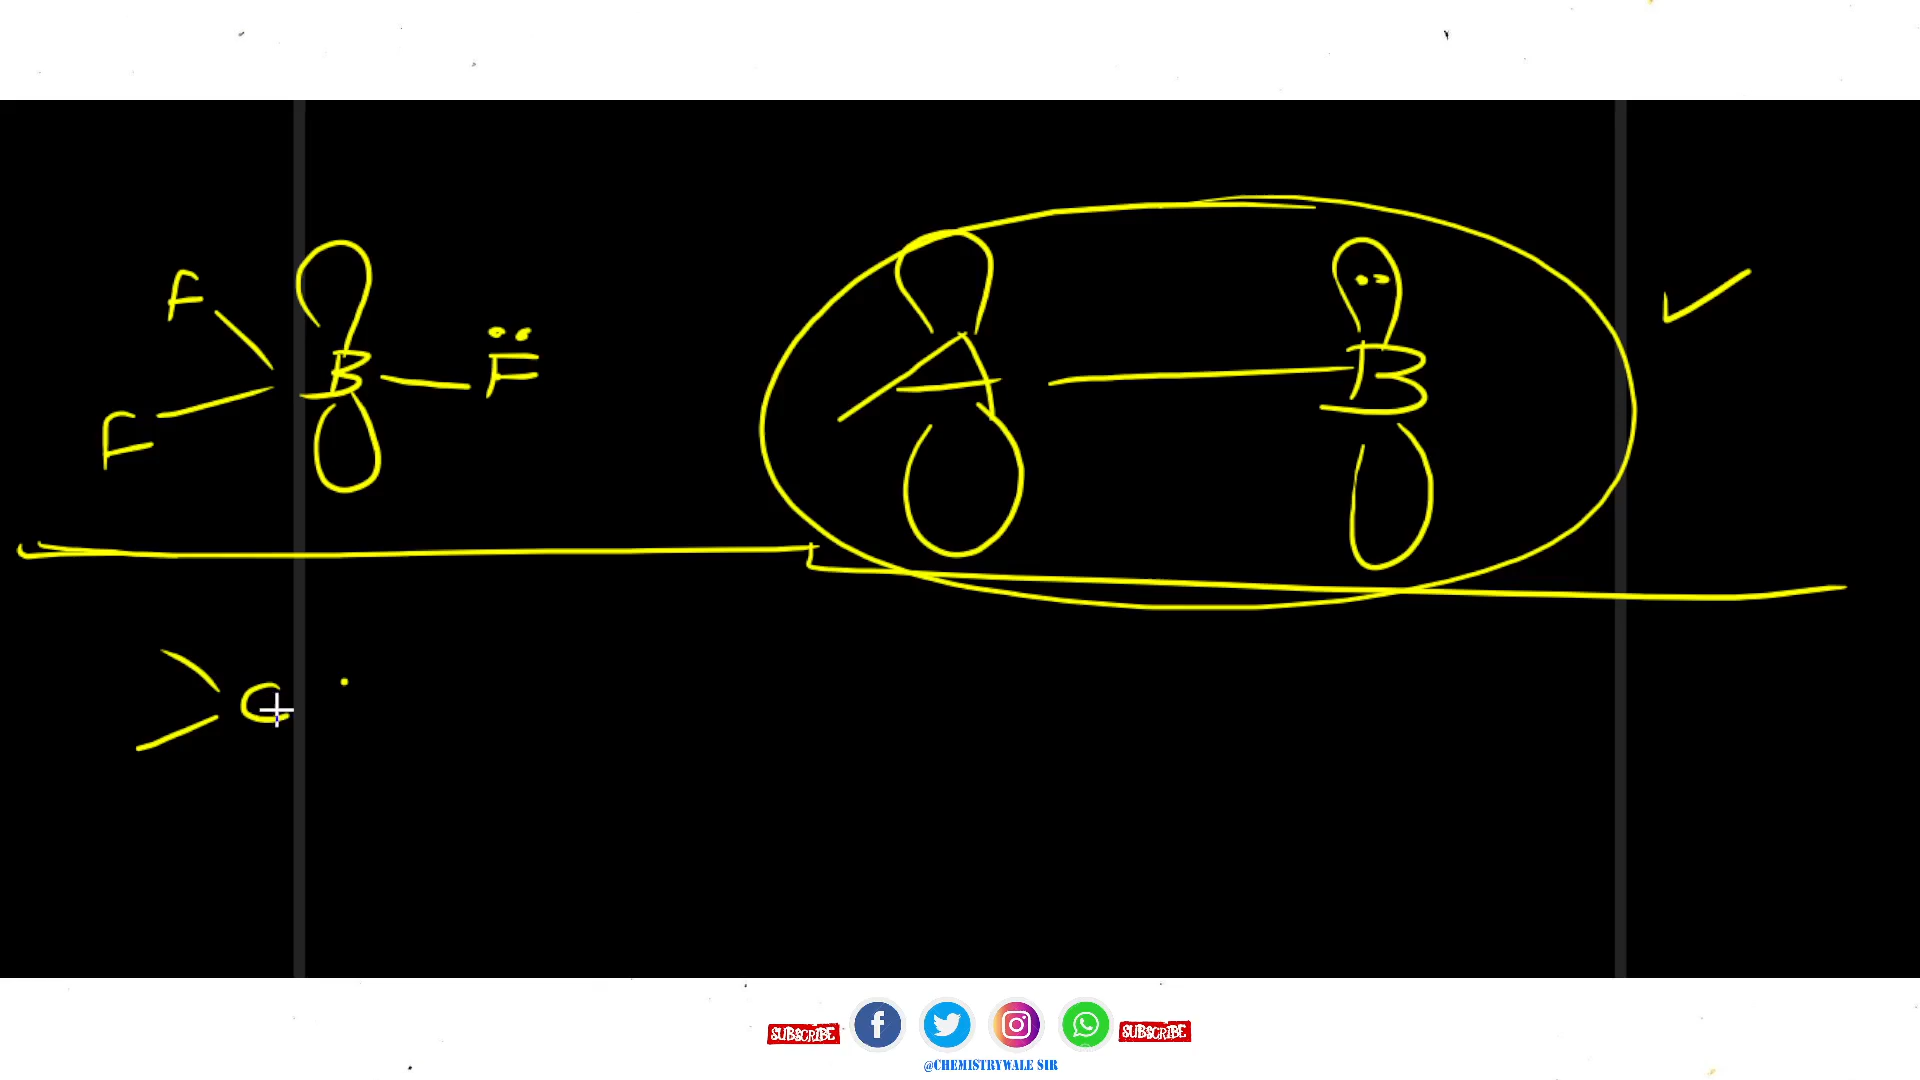 F
B — F
F
A — B
C
SUBSCRIBE
SUBSCRIBE
@CHEMISTRYWALE SIR